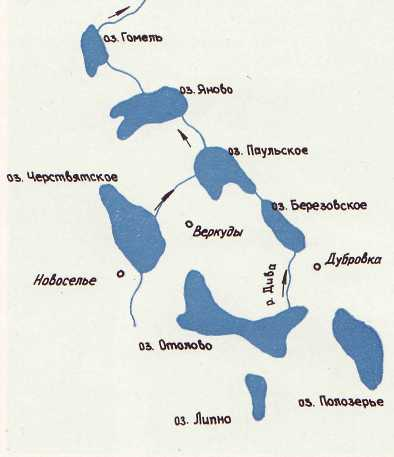 оз. Гомель
оз. Яново
оз. Паульское
оз. Черствятское
оз. Березовское
Веркуды
Дубровка
Новоселье
р. Дива
оз. Отолово
оз. Полозерье
оз. Липно